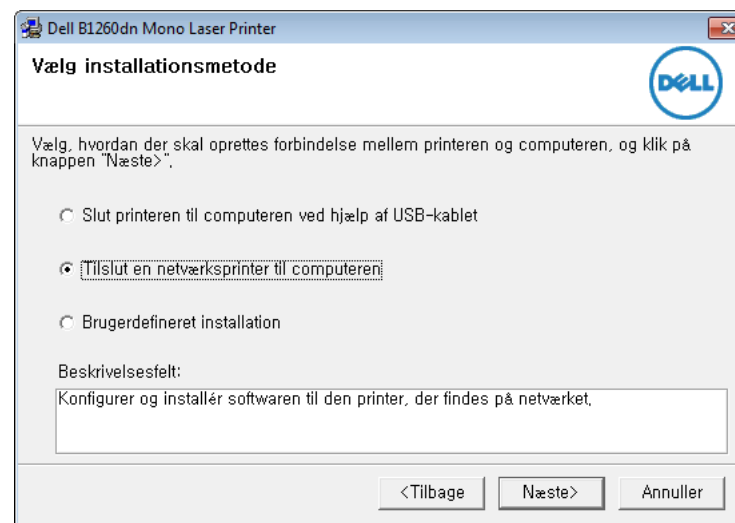 Dell B1260dn Mono Laser Printer
Vælg installationsmetode
DELL
Vælg, hvordan der skal oprettes forbindelse mellem printeren og computeren, og klik på
knappen "Næste>".
Slut printeren til computeren ved hjælp af USB-kablet
Tilslut en netværksprinter til computeren
Brugerdefineret installation
Beskrivelsesfelt:
Konfigurer og installér softwaren til den printer, der findes på netværket.
<Tilbage
Næste>
Annuller